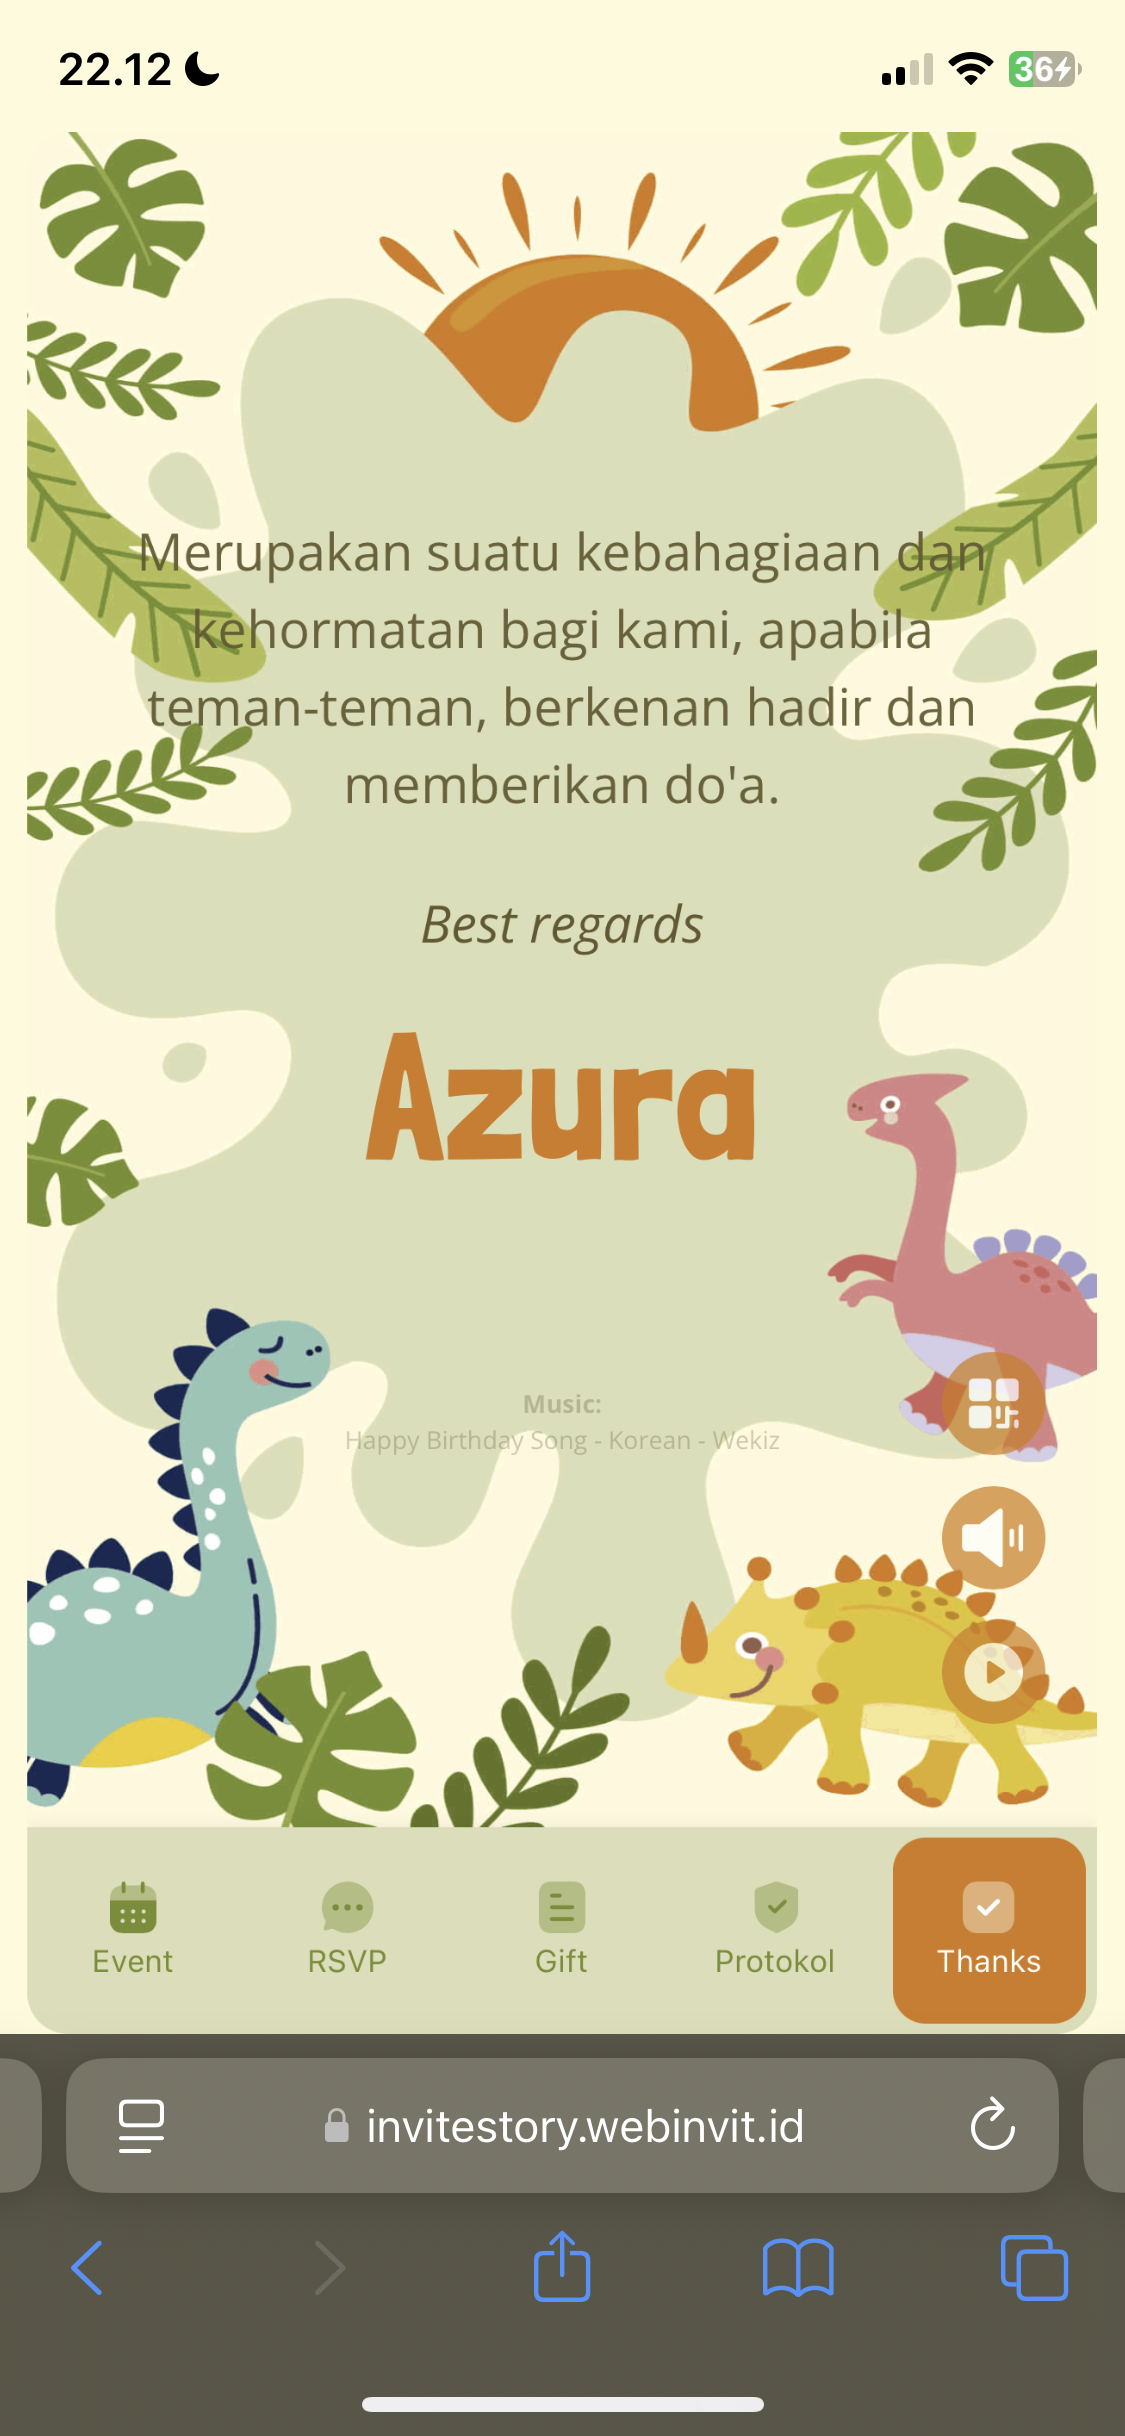 22.12
36
Merupakan suatu kebahagiaan dan
kehormatan bagi kami, apabila
teman-teman, berkenan hadir dan
memberikan do'a.
Best regards
Azura
Music:
Happy Birthday Song - Korean - Wekiz
Event
RSVP
Gift
Protokol
Thanks
invitestory.webinvit.id